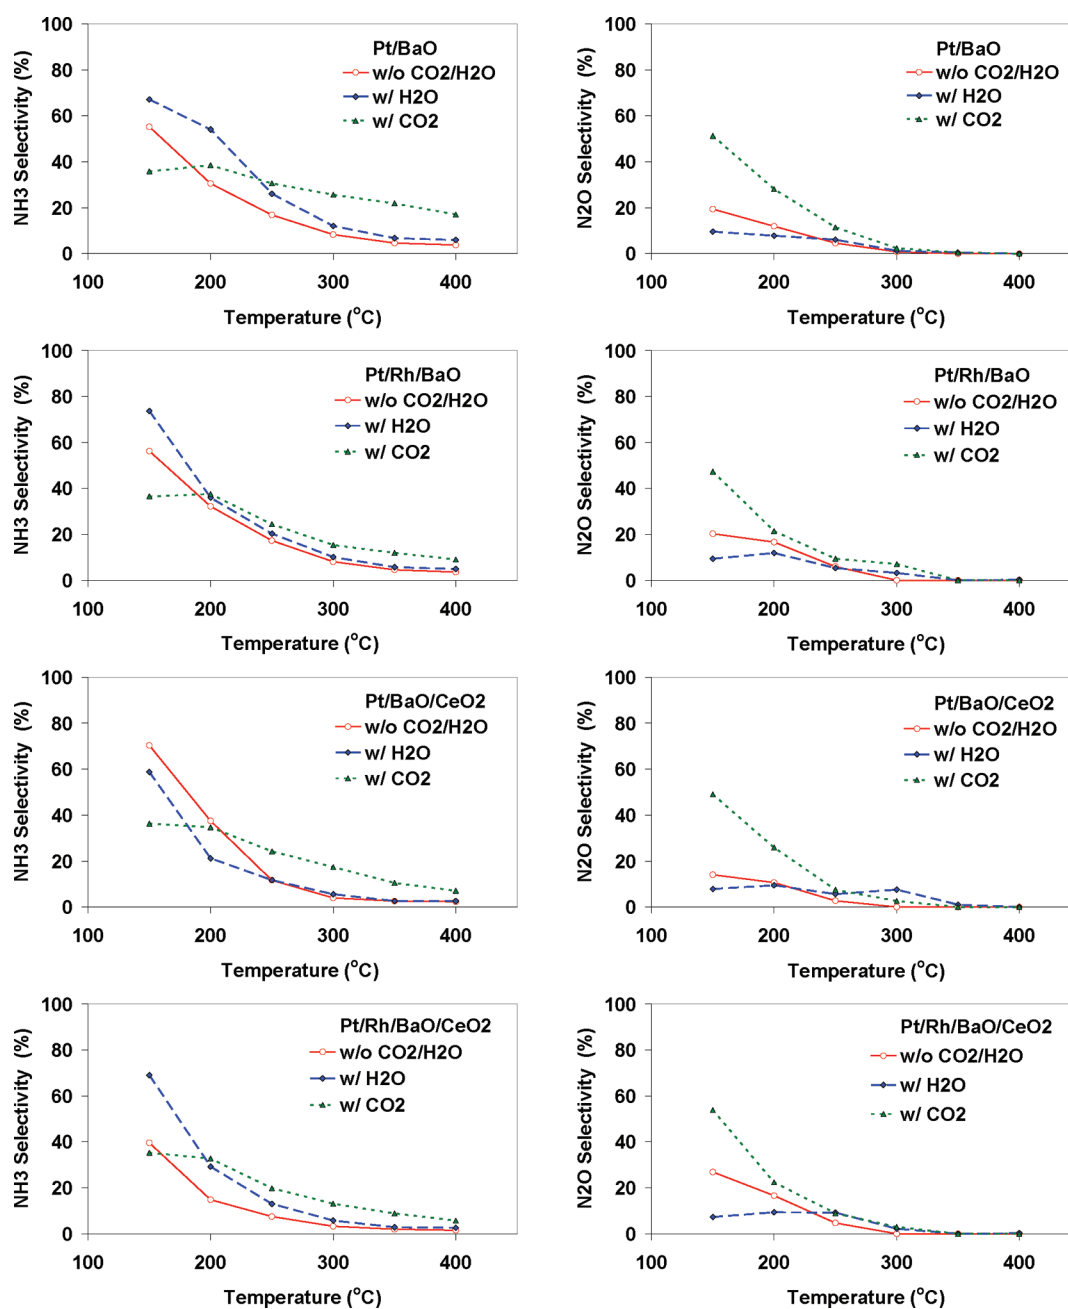 NH3 Selectivity (%)
100
80
60
40
20
0
Pt/BaO
w/o CO2/H2O
w/ H2O
w/ CO2
100 200 300 400
Temperature (oC)
N2O Selectivity (%)
100
80
60
40
20
0
Pt/BaO
w/o CO2/H2O
w/ H2O
w/ CO2
100 200 300 400
Temperature (oC)
NH3 Selectivity (%)
100
80
60
40
20
0
Pt/Rh/BaO
w/o CO2/H2O
w/ H2O
w/ CO2
100 200 300 400
Temperature (oC)
N2O Selectivity (%)
100
80
60
40
20
0
Pt/Rh/BaO
w/o CO2/H2O
w/ H2O
w/ CO2
100 200 300 400
Temperature (oC)
NH3 Selectivity (%)
100
80
60
40
20
0
Pt/BaO/CeO2
w/o CO2/H2O
w/ H2O
w/ CO2
100 200 300 400
Temperature (oC)
N2O Selectivity (%)
100
80
60
40
20
0
Pt/BaO/CeO2
w/o CO2/H2O
w/ H2O
w/ CO2
100 200 300 400
Temperature (oC)
NH3 Selectivity (%)
100
80
60
40
20
0
Pt/Rh/BaO/CeO2
w/o CO2/H2O
w/ H2O
w/ CO2
100 200 300 400
Temperature (oC)
N2O Selectivity (%)
100
80
60
40
20
0
Pt/Rh/BaO/CeO2
w/o CO2/H2O
w/ H2O
w/ CO2
100 200 300 400
Temperature (oC)